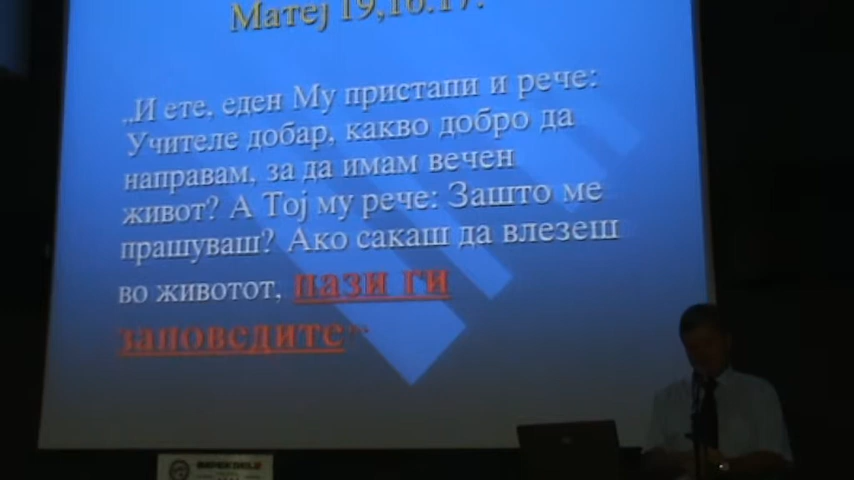 Матеј 19,16.17.
„И ете, еден Му пристапи и рече:
Учителе добар, какво добро да
направам, за да имам вечен
живот? А Тој му рече: Зашто ме
прашуваш? Ако сакаш да влезеш
во животот, пази ги
заповедите“